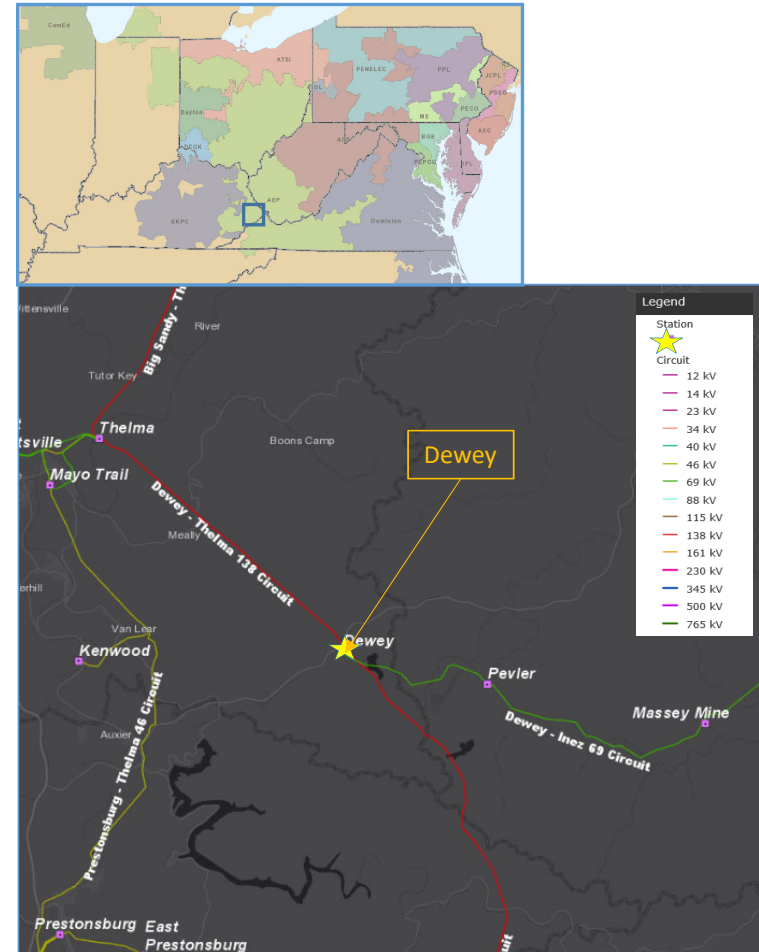 ComEd
ATSI
PENELEC
PPL
JCPL
PSEG
Dayton
ME
PECO
AEC
BGE
DEOK
PEPCO
DPL
AEP
EKPC
Dominion
Legend
Station
Circuit
12 kV
14 kV
23 kV
34 kV
40 kV
46 kV
69 kV
88 kV
115 kV
138 kV
161 kV
230 kV
345 kV
500 kV
765 kV
ittensville
River
Big Sandy - Th
Tutor Key
Thelma
tsville
Boons Camp
Dewey
Mayo Trail
Dewey - Thelma 138 Circuit
Meally
erhill
Van Lear
Dewey
Kenwood
Pevler
Massey Mine
Dewey - Inez 69 Circuit
Auxier
Prestonsburg - Thelma 46 Circuit
Prestonsburg
East
Prestonsburg
uit